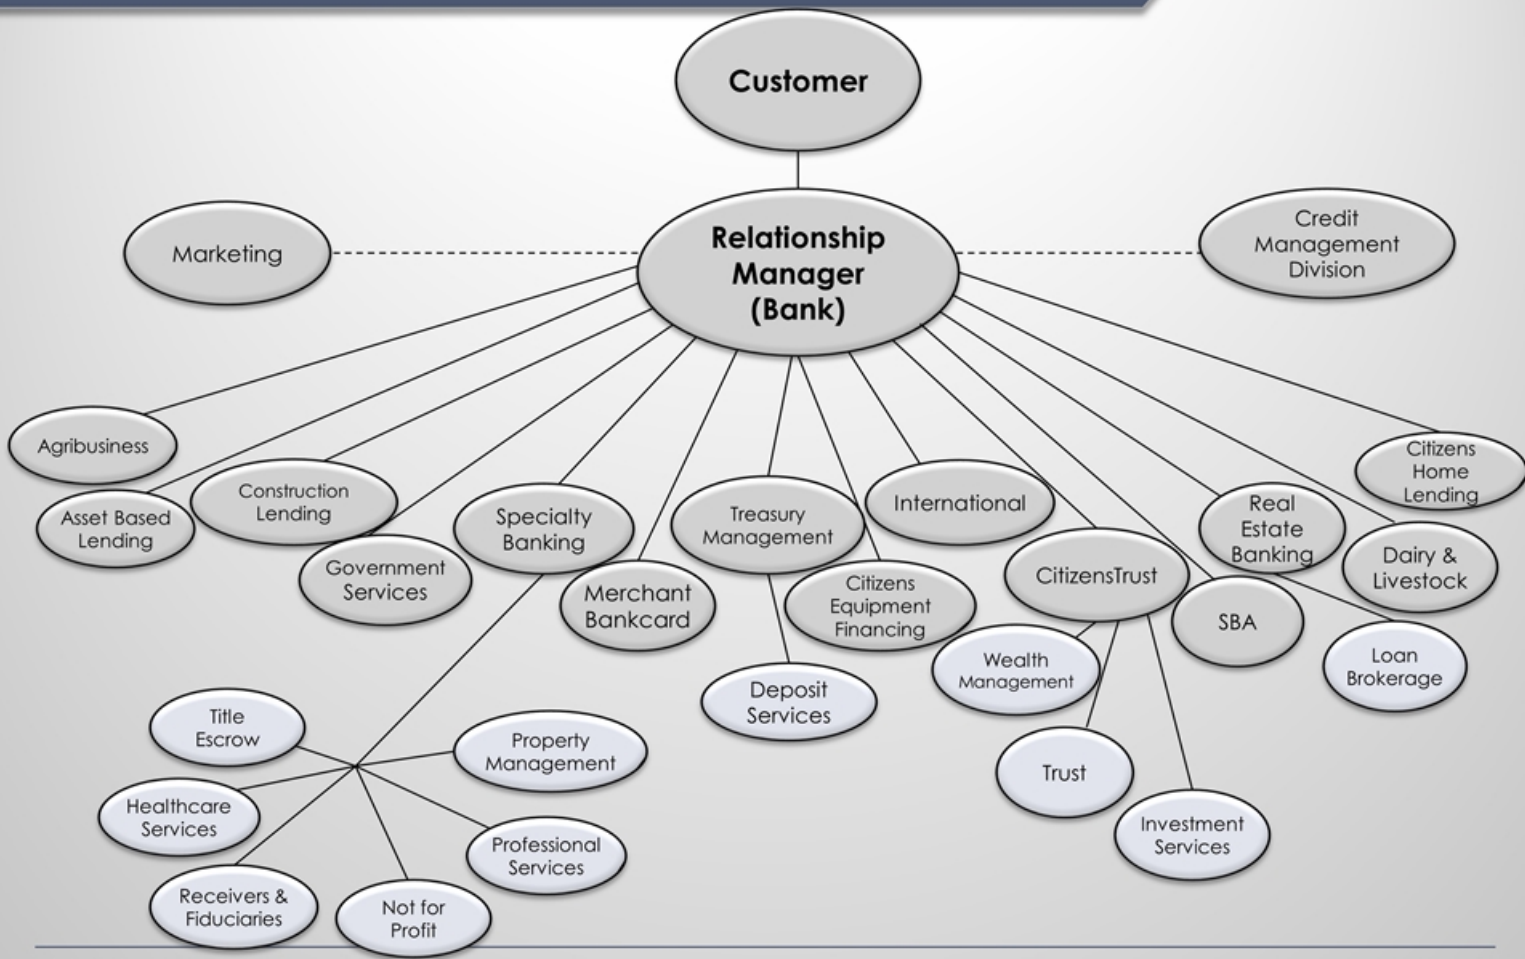 Customer
Relationship
Manager
(Bank)
Marketing
Credit
Management
Division
Agribusiness
Asset Based
Lending
Construction
Lending
Government
Services
Specialty
Banking
Merchant
Bankcard
Treasury
Management
Citizens
Equipment
Financing
International
CitizensTrust
SBA
Real
Estate
Banking
Dairy &
Livestock
Citizens
Home
Lending
Wealth
Management
Loan
Brokerage
Deposit
Services
Trust
Investment
Services
Title
Escrow
Property
Management
Healthcare
Services
Professional
Services
Receivers &
Fiduciaries
Not for
Profit